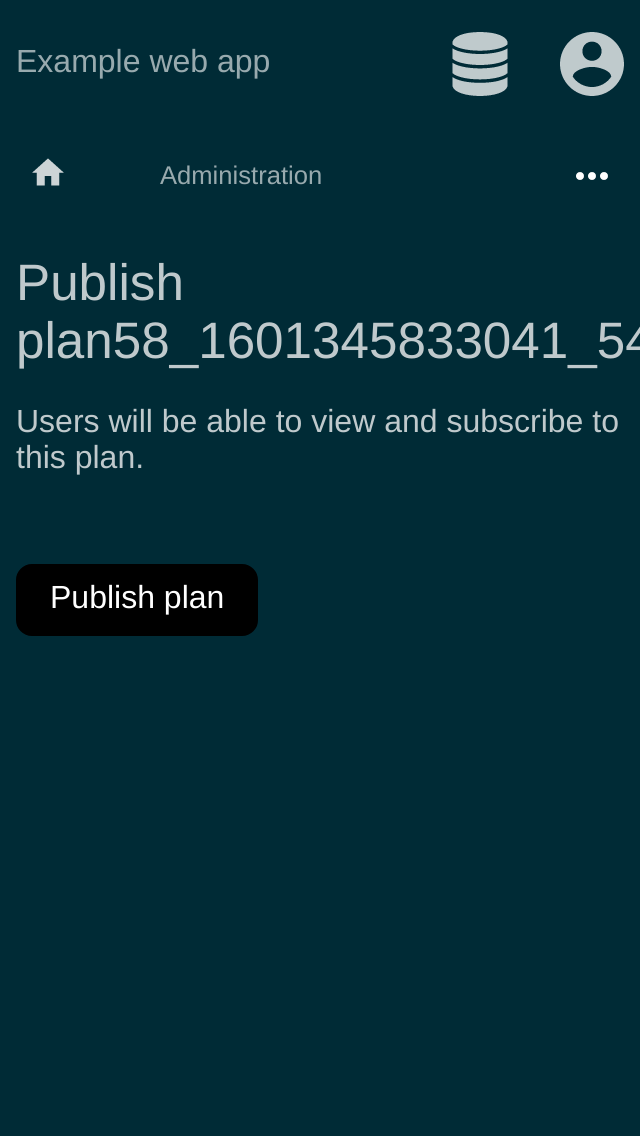 Example web app
Administration
Publish
plan58_1601345833041_54
Users will be able to view and subscribe to
this plan.
Publish plan